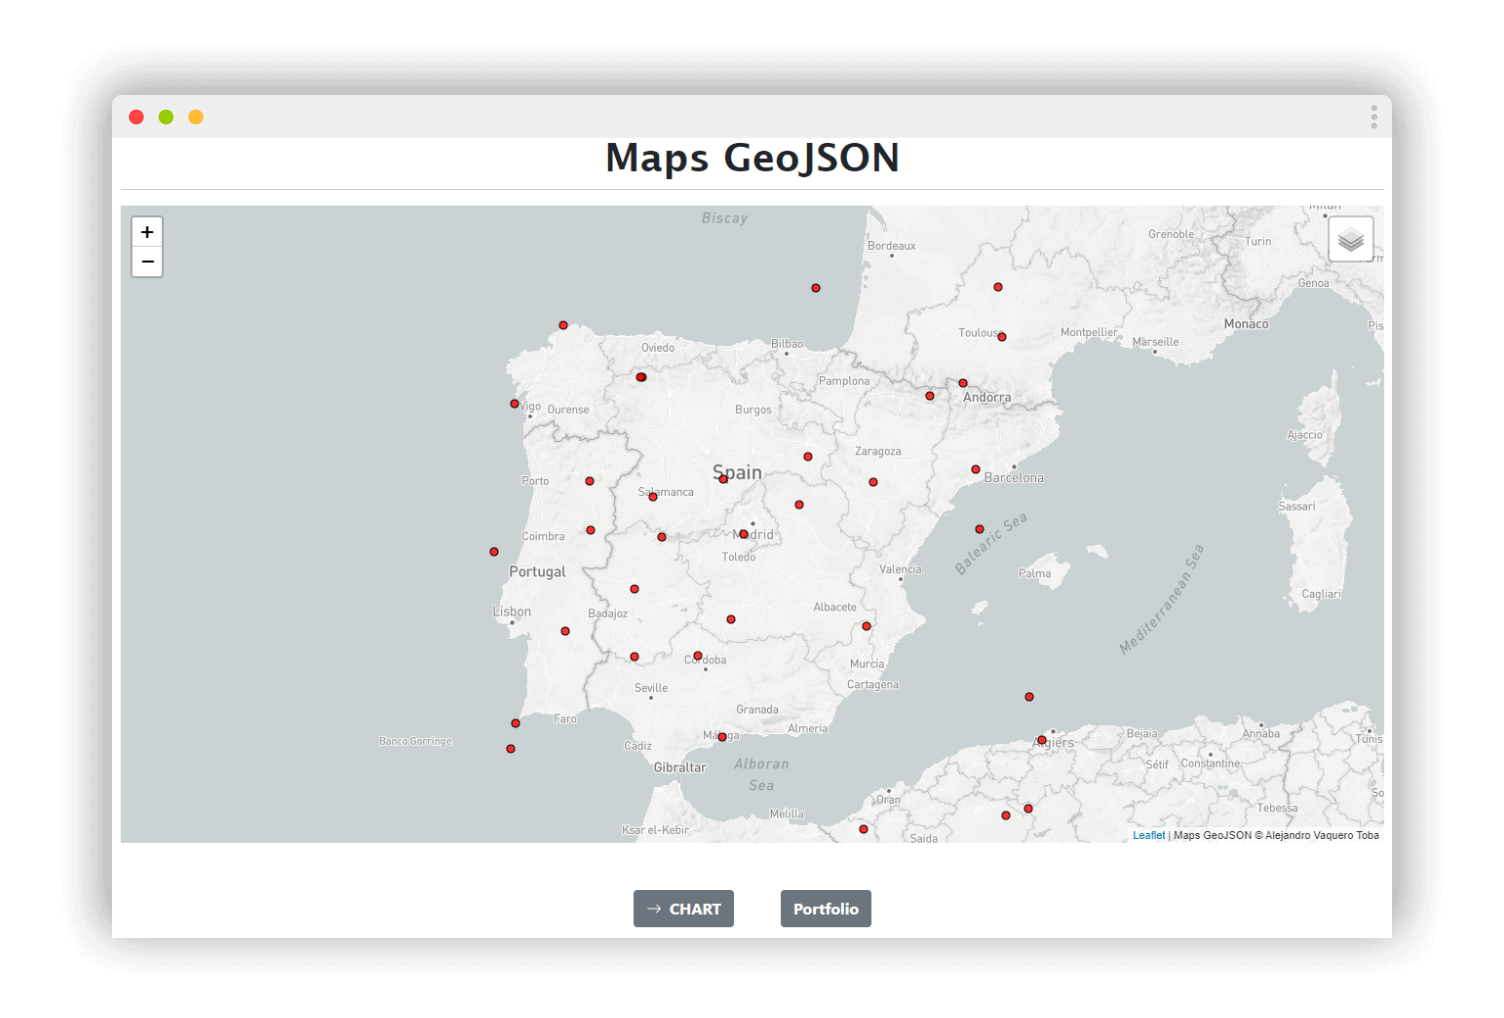 Maps GeoJSON
+
−
Biscay
Bordeaux
Grenoble
Turin
Milan
Genoa
Monaco
Toulouse
Montpellier
Marseille
Pis
Oviedo
Bilbao
Pamplona
Andorra
Vigo
Ourense
Burgos
Zaragoza
Ajaccio
Spain
Barcelona
Porto
Salamanca
Sassari
Coimbra
Madrid
Balearic Sea
Toledo
Portugal
Valencia
Palma
Mediterranean Sea
Cagliari
Lisbon
Badajoz
Albacete
Córdoba
Murcia
Seville
Cartagena
Granada
Faro
Almeria
Málaga
Banco Gorringe
Cádiz
Algiers
Bejaia
Annaba
Tunis
Gibraltar
Alboran
Sea
Sétif
Constantine
Oran
Tebessa
So
Melilla
Ksar el-Kebir
Saida
Leaflet | Maps GeoJSON © Alejandro Vaquero Toba
→ CHART
Portfolio